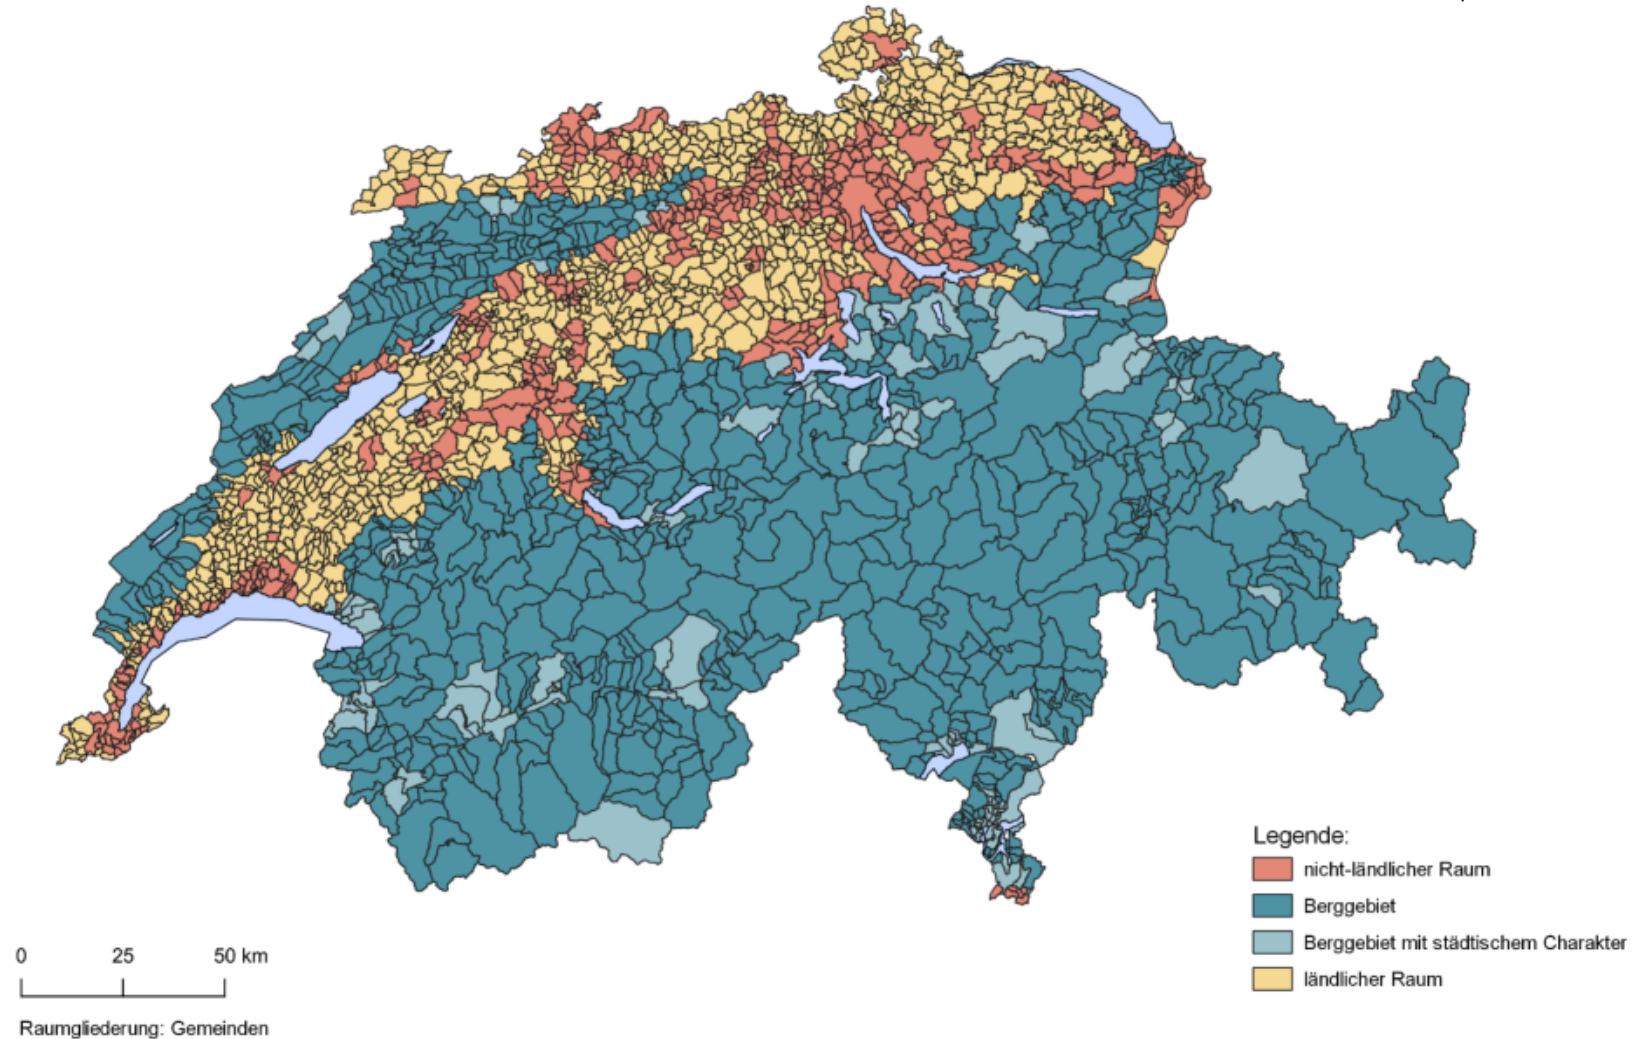 Legende:
nicht-ländlicher Raum
Berggebiet
Berggebiet mit städtischem Charakter
ländlicher Raum
0 25 50 km
Raumgliederung: Gemeinden